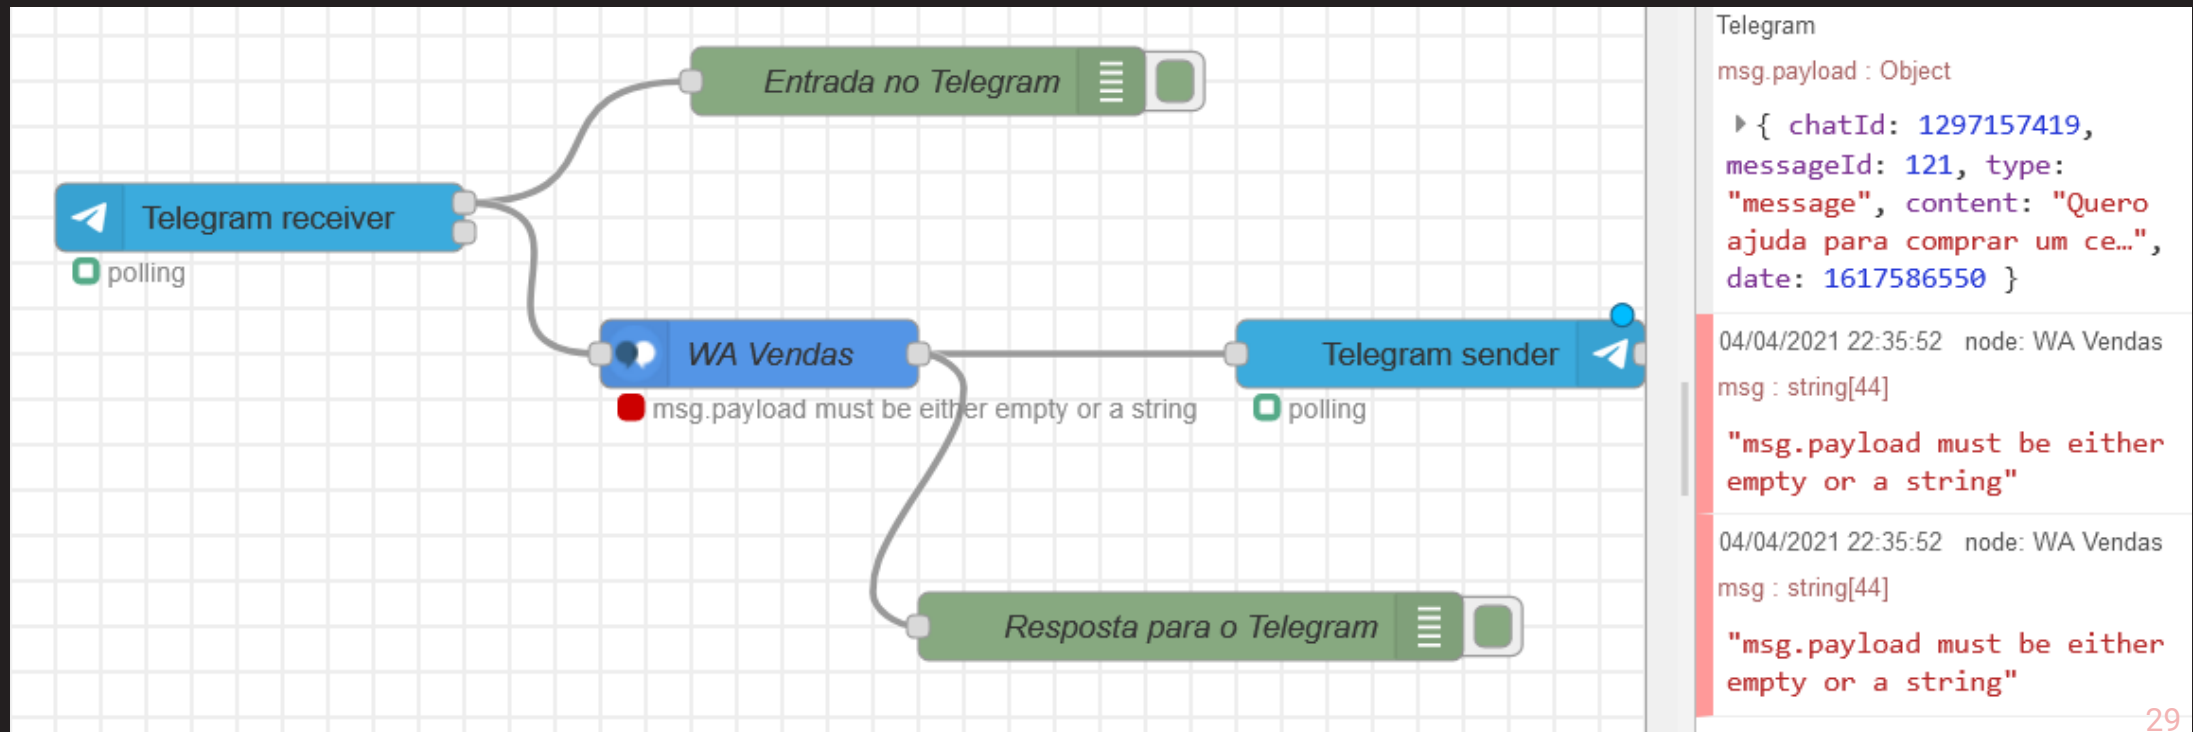 Entrada no Telegram
Telegram receiver
polling
WA Vendas
msg.payload must be either empty or a string
Telegram sender
polling
Resposta para o Telegram
Telegram
msg.payload : Object
{ chatId: 1297157419,
messageId: 121, type:
"message", content: "Quero
ajuda para comprar um ce…",
date: 1617586550 }
04/04/2021 22:35:52 node: WA Vendas
msg : string[44]
"msg.payload must be either
empty or a string"
04/04/2021 22:35:52 node: WA Vendas
msg : string[44]
"msg.payload must be either
empty or a string"
29